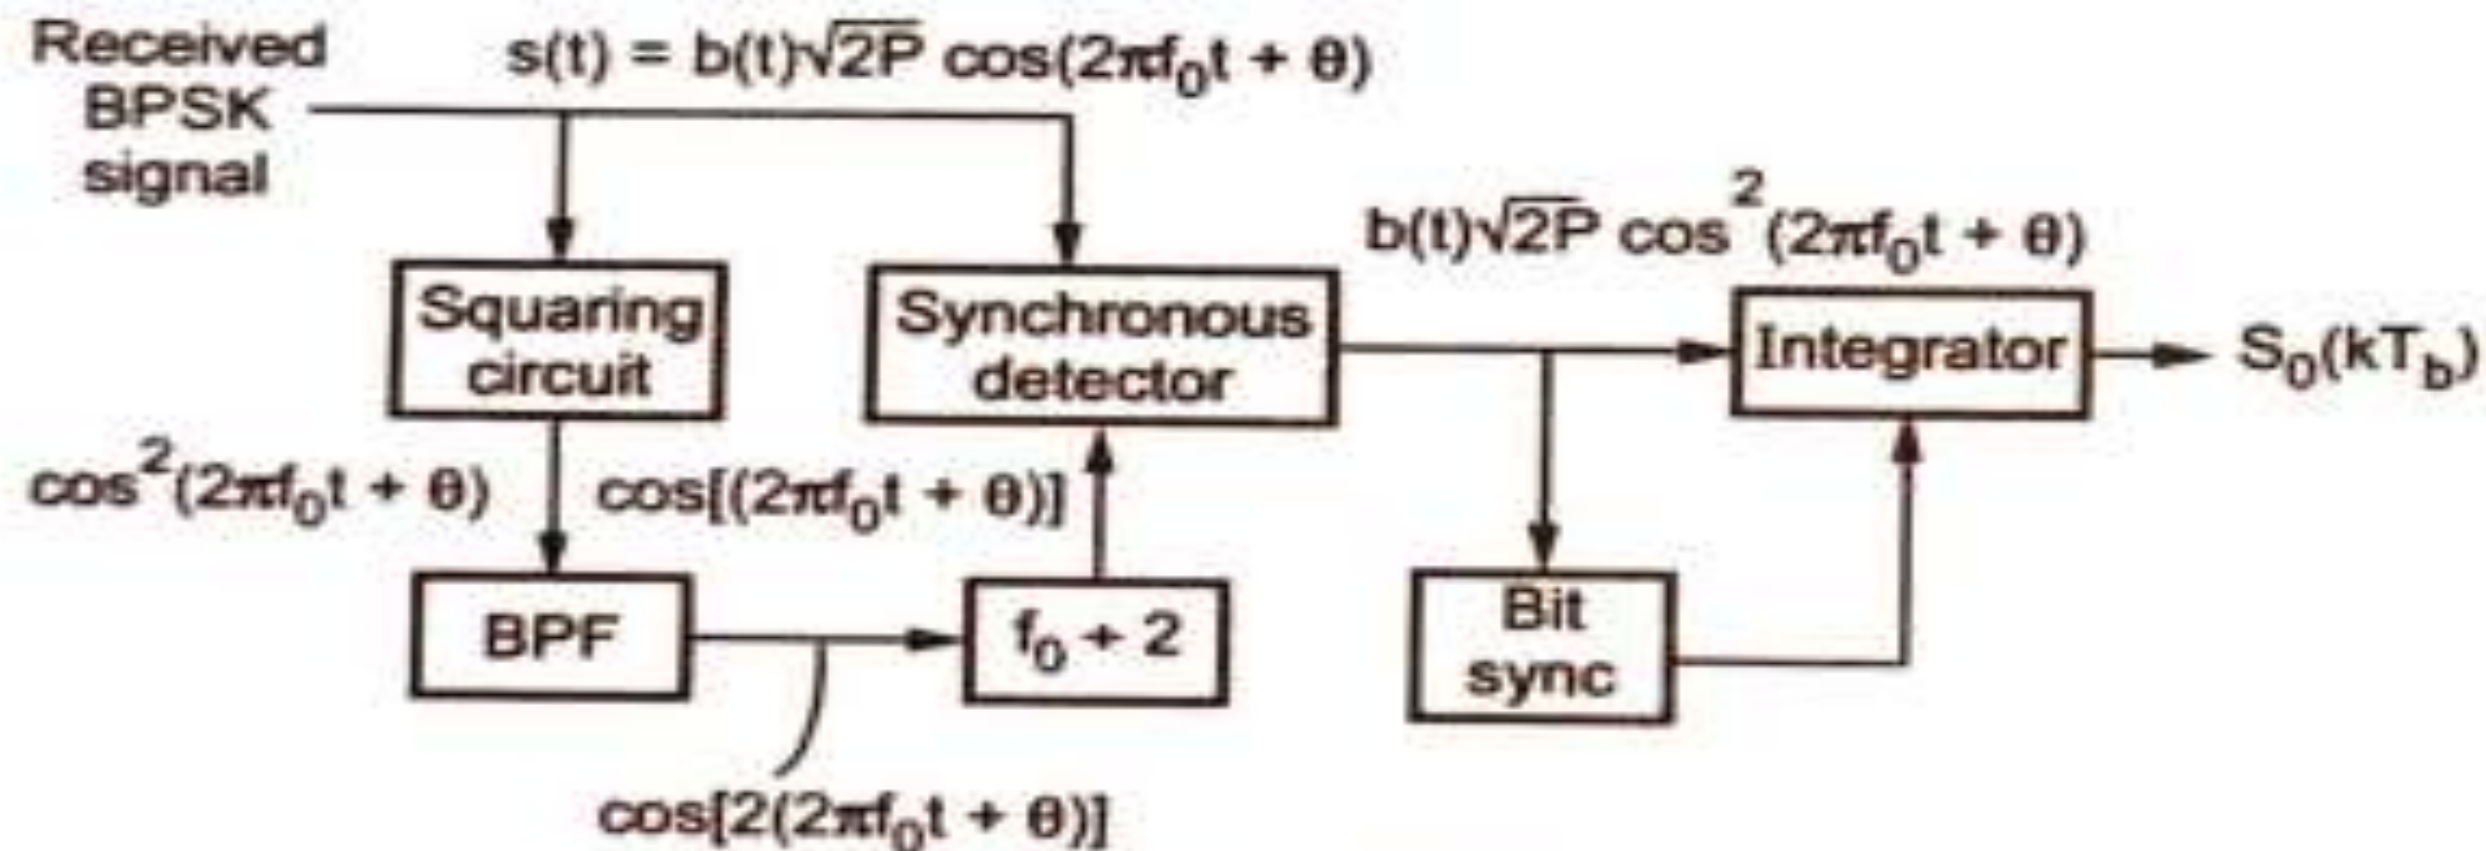 Received
BPSK
signal
s(t) = b(t)√2P cos(2πf₀t + θ)
Squaring
circuit
Synchronous
detector
b(t)√2P cos²(2πf₀t + θ)
Integrator
S₀(kT_b)
cos²(2πf₀t + θ)
cos[(2πf₀t + θ)]
BPF
f₀ ÷ 2
Bit
sync
cos[2(2πf₀t + θ)]